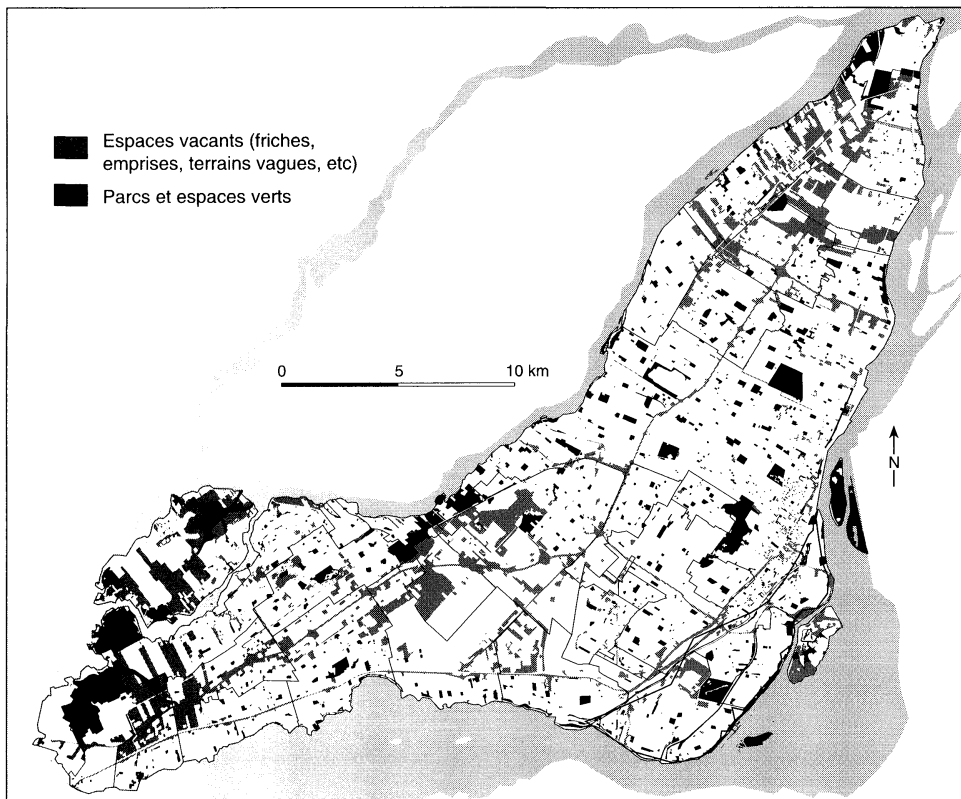 Espaces vacants (friches,
emprises, terrains vagues, etc)
Parcs et espaces verts
0 5 10 km
N